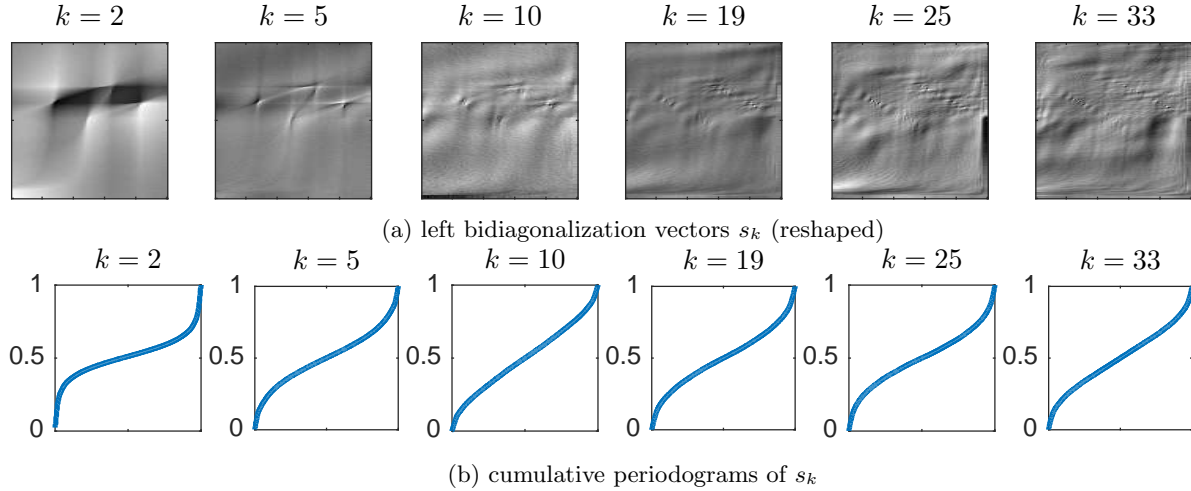 k = 2 k = 5 k = 10 k = 19 k = 25 k = 33
(a) left bidiagonalization vectors s_k (reshaped)
k = 2 k = 5 k = 10 k = 19 k = 25 k = 33
1 1 1 1 1 1
0.5 0.5 0.5 0.5 0.5 0.5
0 0 0 0 0 0
(b) cumulative periodograms of s_k